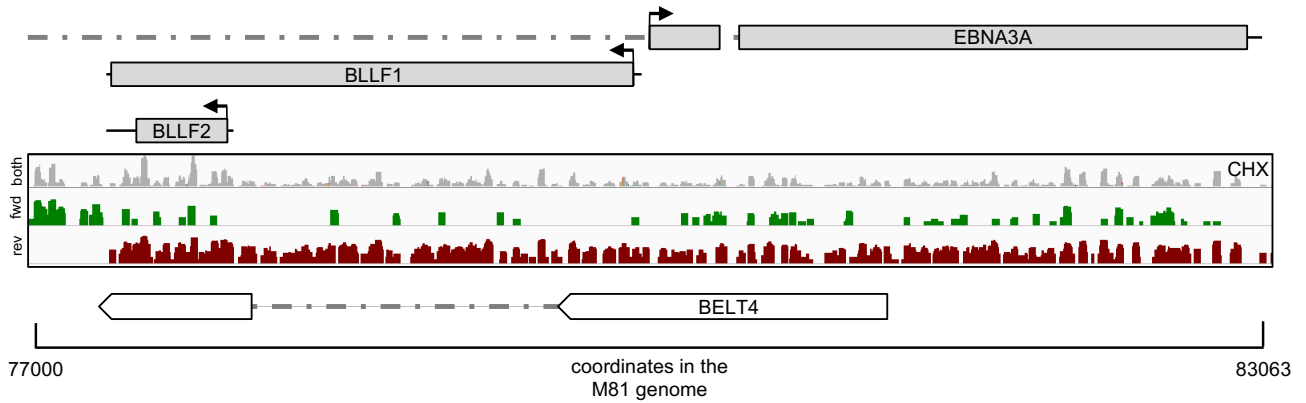 EBNA3A
BLLF1
BLLF2
both
CHX
fwd
rev
BELT4
77000
coordinates in the
M81 genome
83063